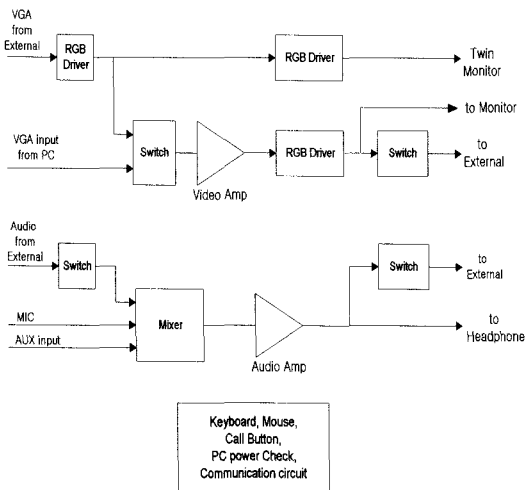 VGA
from
External
RGB
Driver
RGB Driver
Twin
Monitor
to Monitor
VGA input
from PC
Switch
Video Amp
RGB Driver
Switch
to
External
Audio
from
External
Switch
Switch
to
External
MIC
AUX input
Mixer
Audio Amp
to
Headphone
Keyboard, Mouse,
Call Button,
PC power Check,
Communication circuit